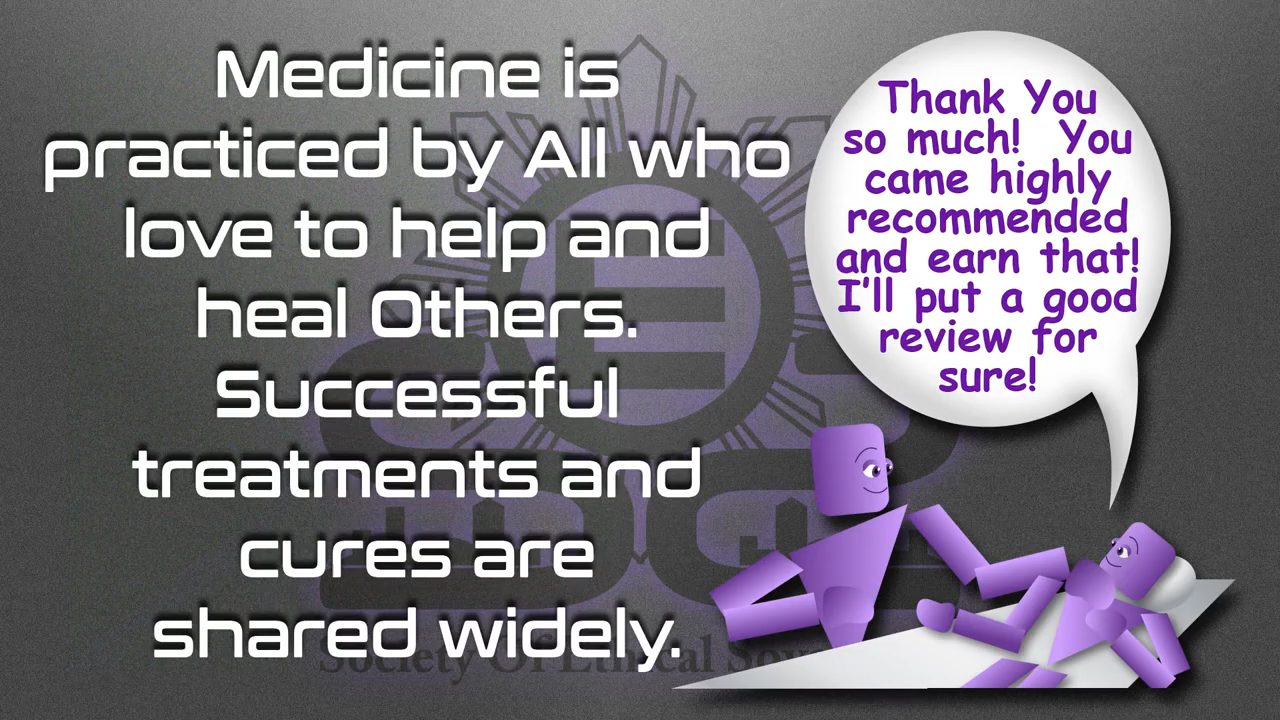 Medicine is
practiced by All who
love to help and
heal Others.
Successful
treatments and
cures are
shared widely.
Thank You
so much! You
came highly
recommended
and earn that!
I'll put a good
review for
sure!
Society Of Ethical